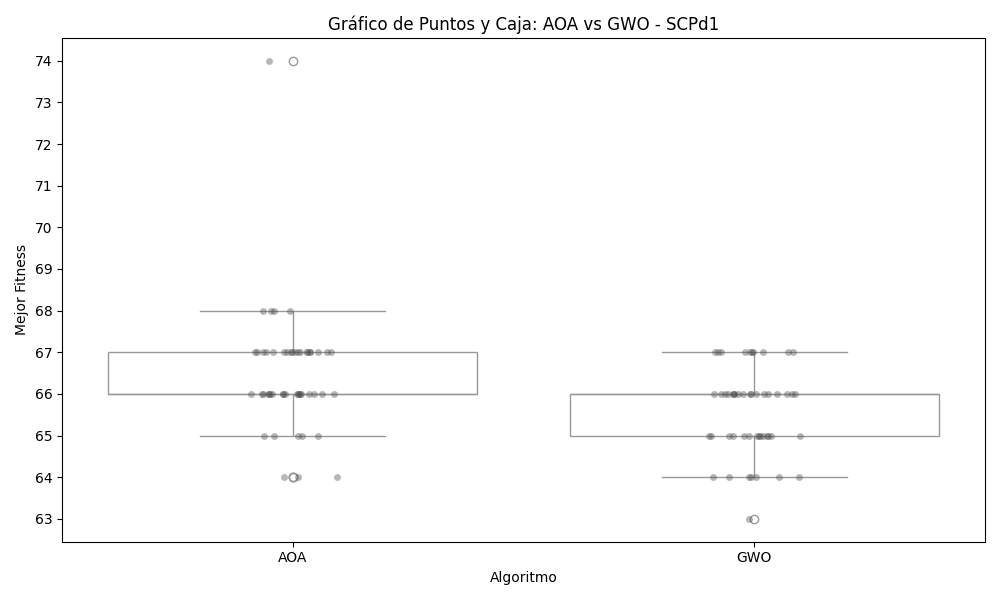 Gráfico de Puntos y Caja: AOA vs GWO - SCPd1
Mejor Fitness
74
73
72
71
70
69
68
67
66
65
64
63
AOA
GWO
Algoritmo